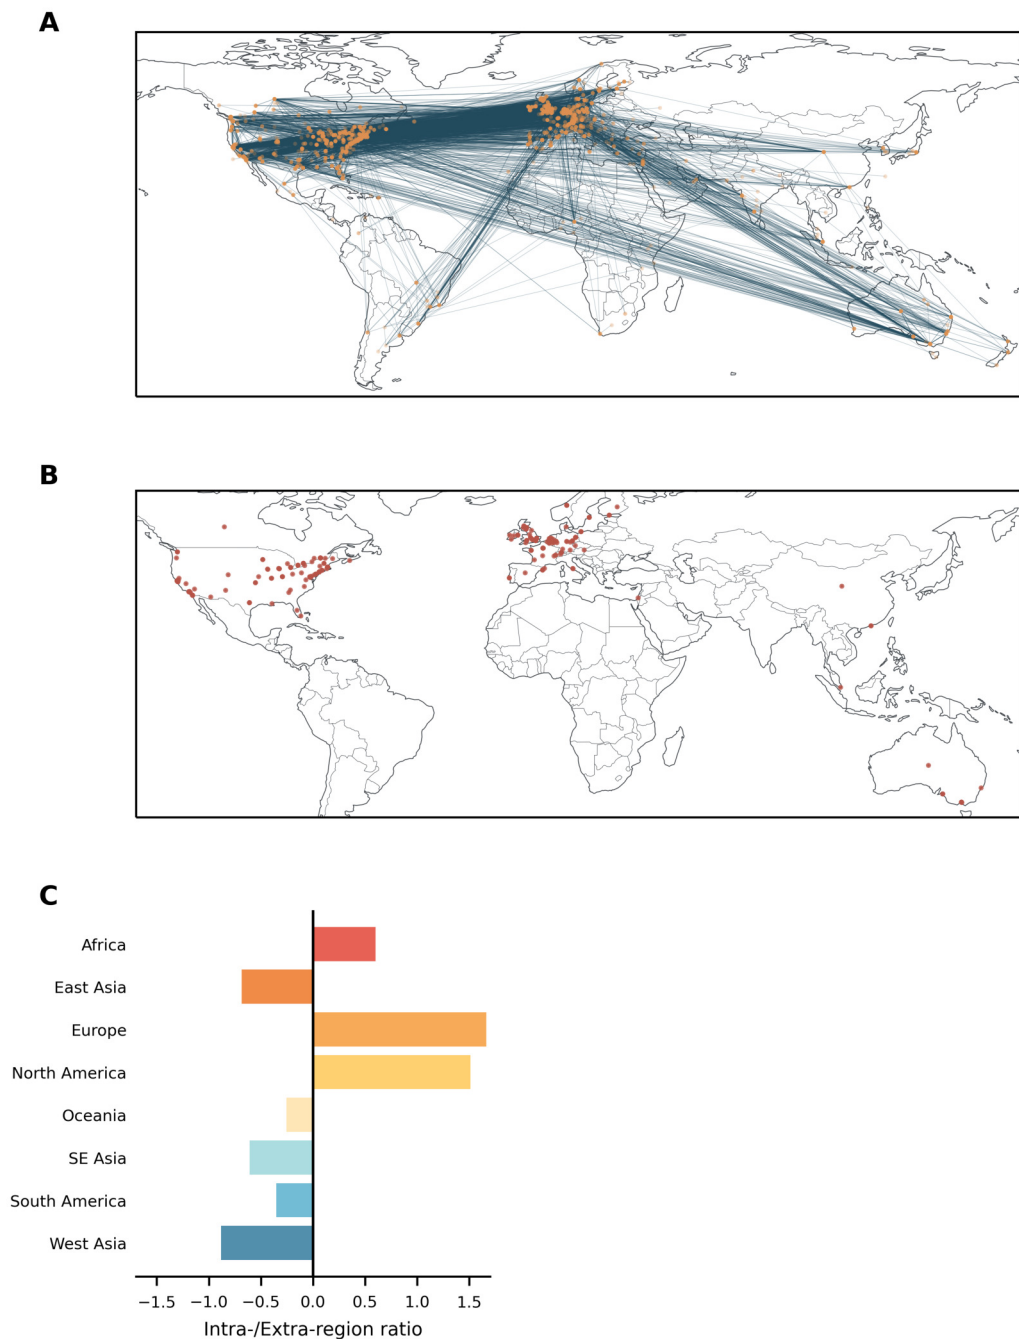 A
B
C
Africa
East Asia
Europe
North America
Oceania
SE Asia
South America
West Asia
−1.5 −1.0 −0.5 0.0 0.5 1.0 1.5
Intra-/Extra-region ratio